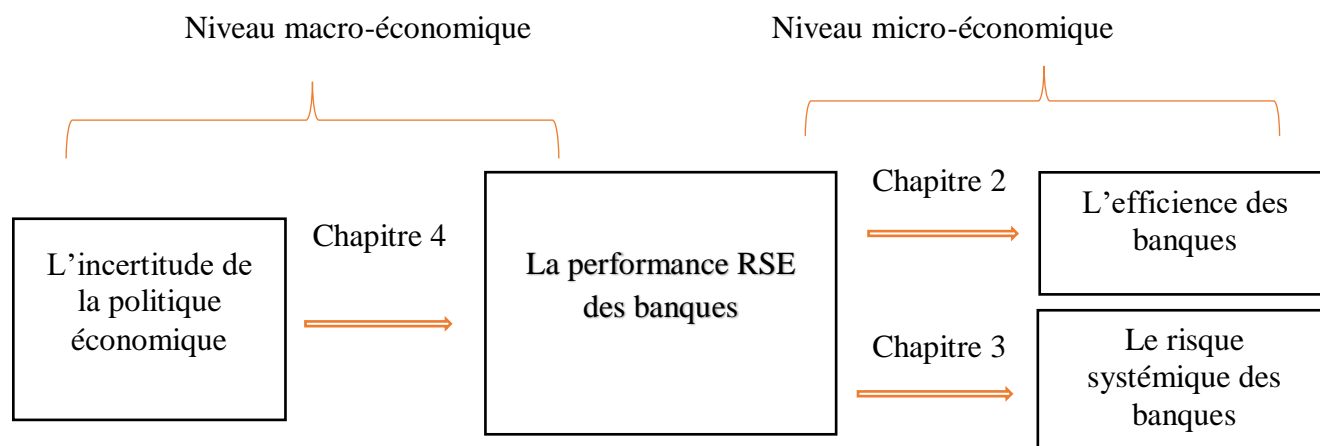 Niveau macro-économique
Niveau micro-économique
L’incertitude de
la politique
économique
Chapitre 4
La performance RSE
des banques
Chapitre 2
L’efficience des
banques
Chapitre 3
Le risque
systémique des
banques